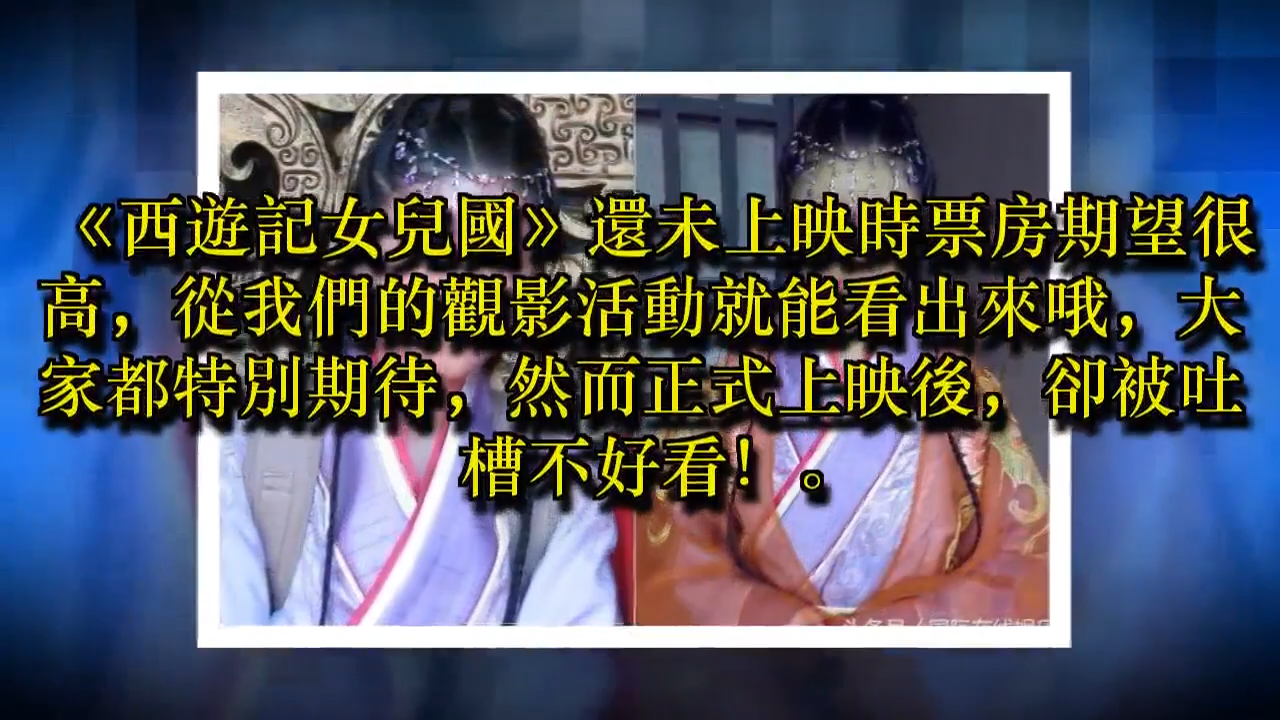 《西遊記女兒國》還未上映時票房期望很
高，從我們的觀影活動就能看出來哦，大
家都特別期待，然而正式上映後，卻被吐
槽不好看！。